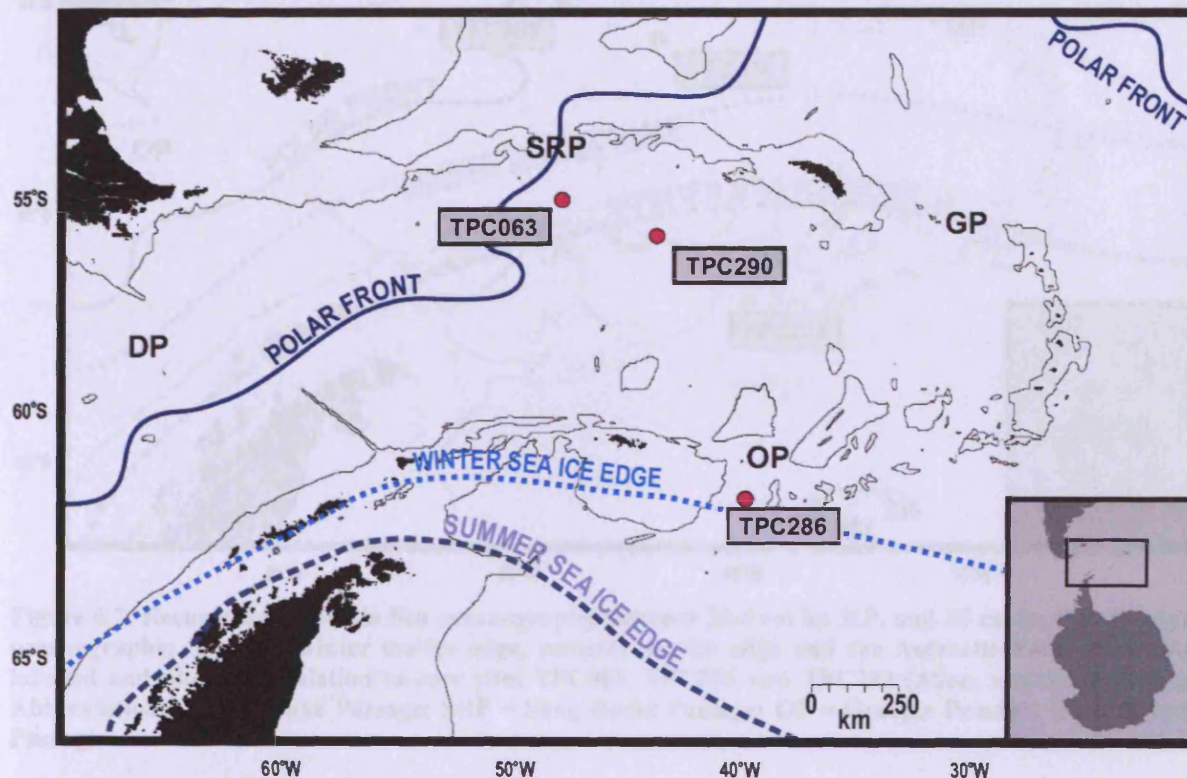 POLAR FRONT
SRP
55°S
TPC063
GP
TPC290
DP
POLAR FRONT
60°S
OP
WINTER SEA ICE EDGE
TPC286
SUMMER SEA ICE EDGE
65°S
0 250
km
60°W 50°W 40°W 30°W